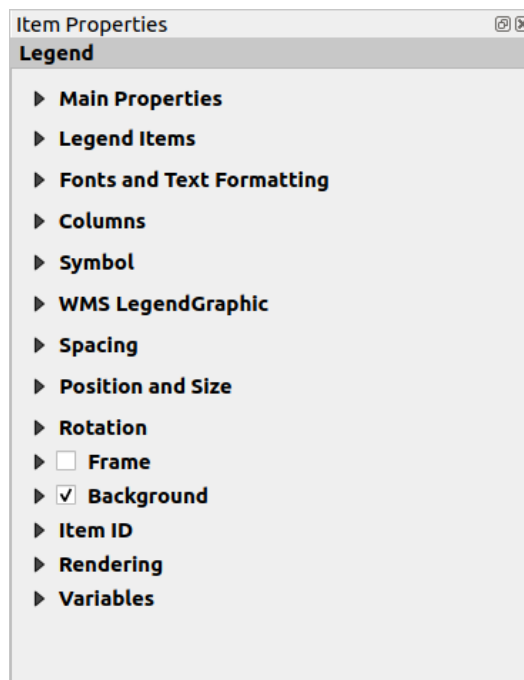 Item Properties
Legend
Main Properties
Legend Items
Fonts and Text Formatting
Columns
Symbol
WMS LegendGraphic
Spacing
Position and Size
Rotation
Frame
Background
Item ID
Rendering
Variables